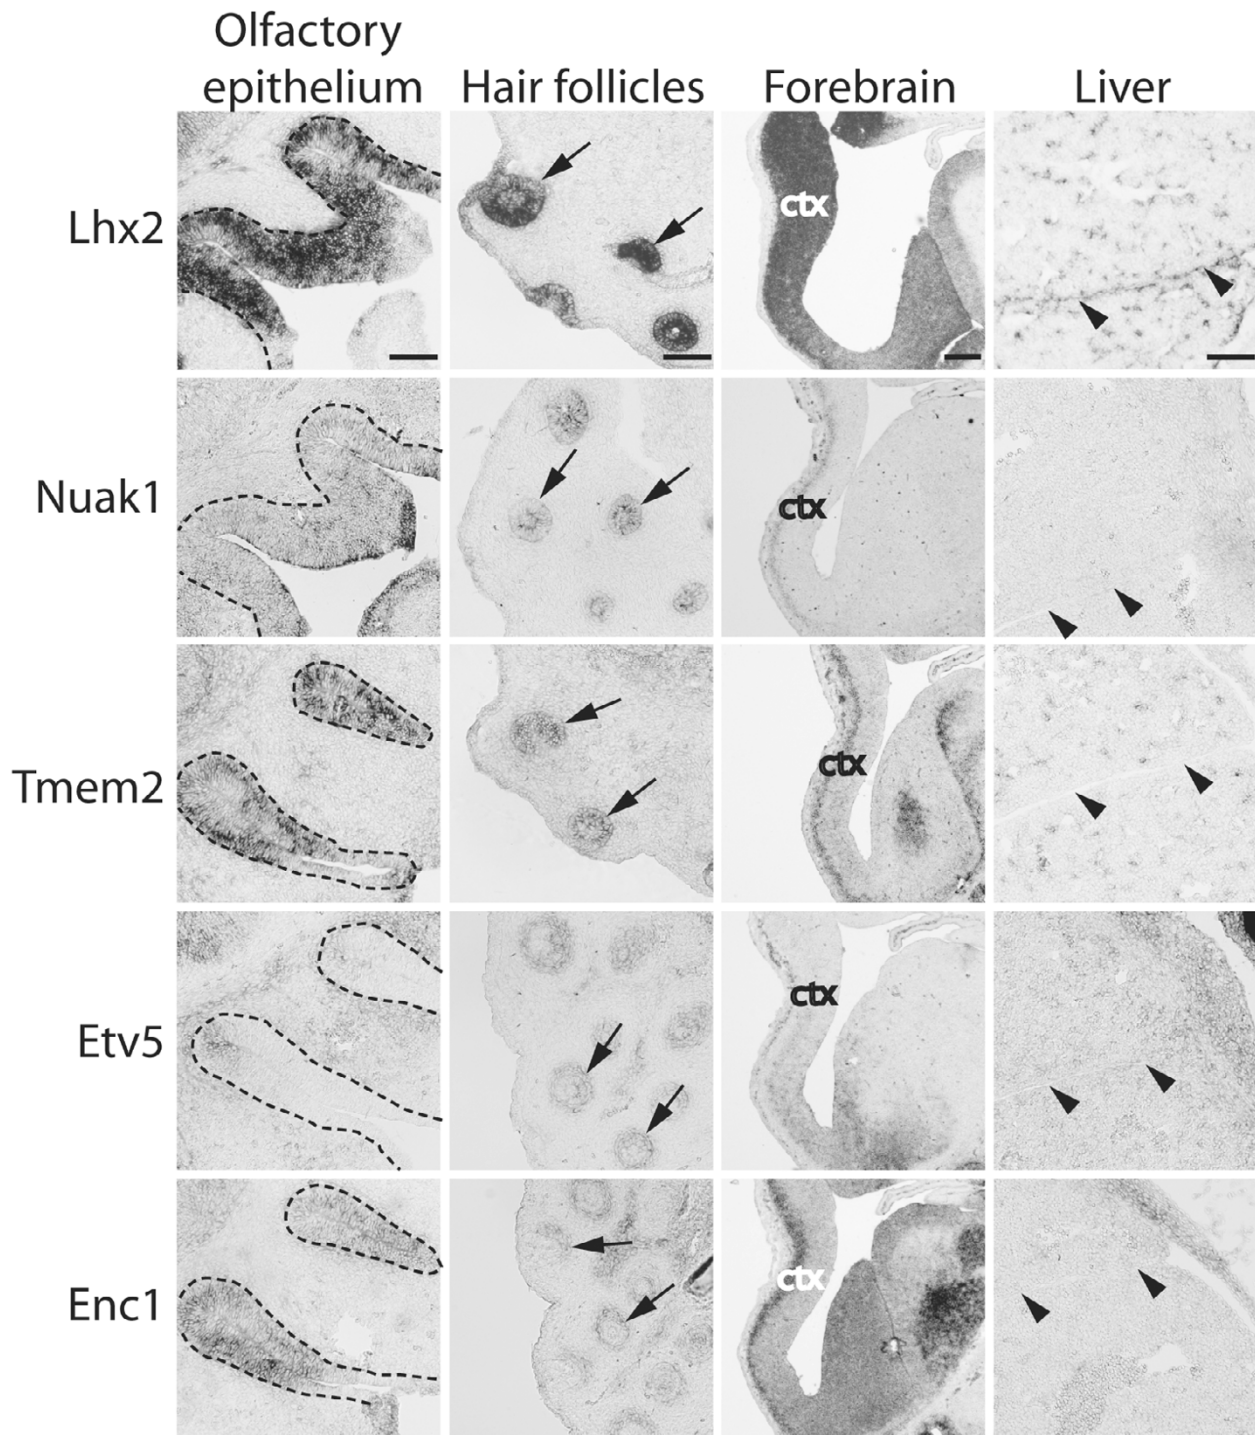 Olfactory
epithelium Hair follicles Forebrain Liver
Lhx2 ctx
Nuak1 ctx
Tmem2 ctx
Etv5 ctx
Enc1 ctx